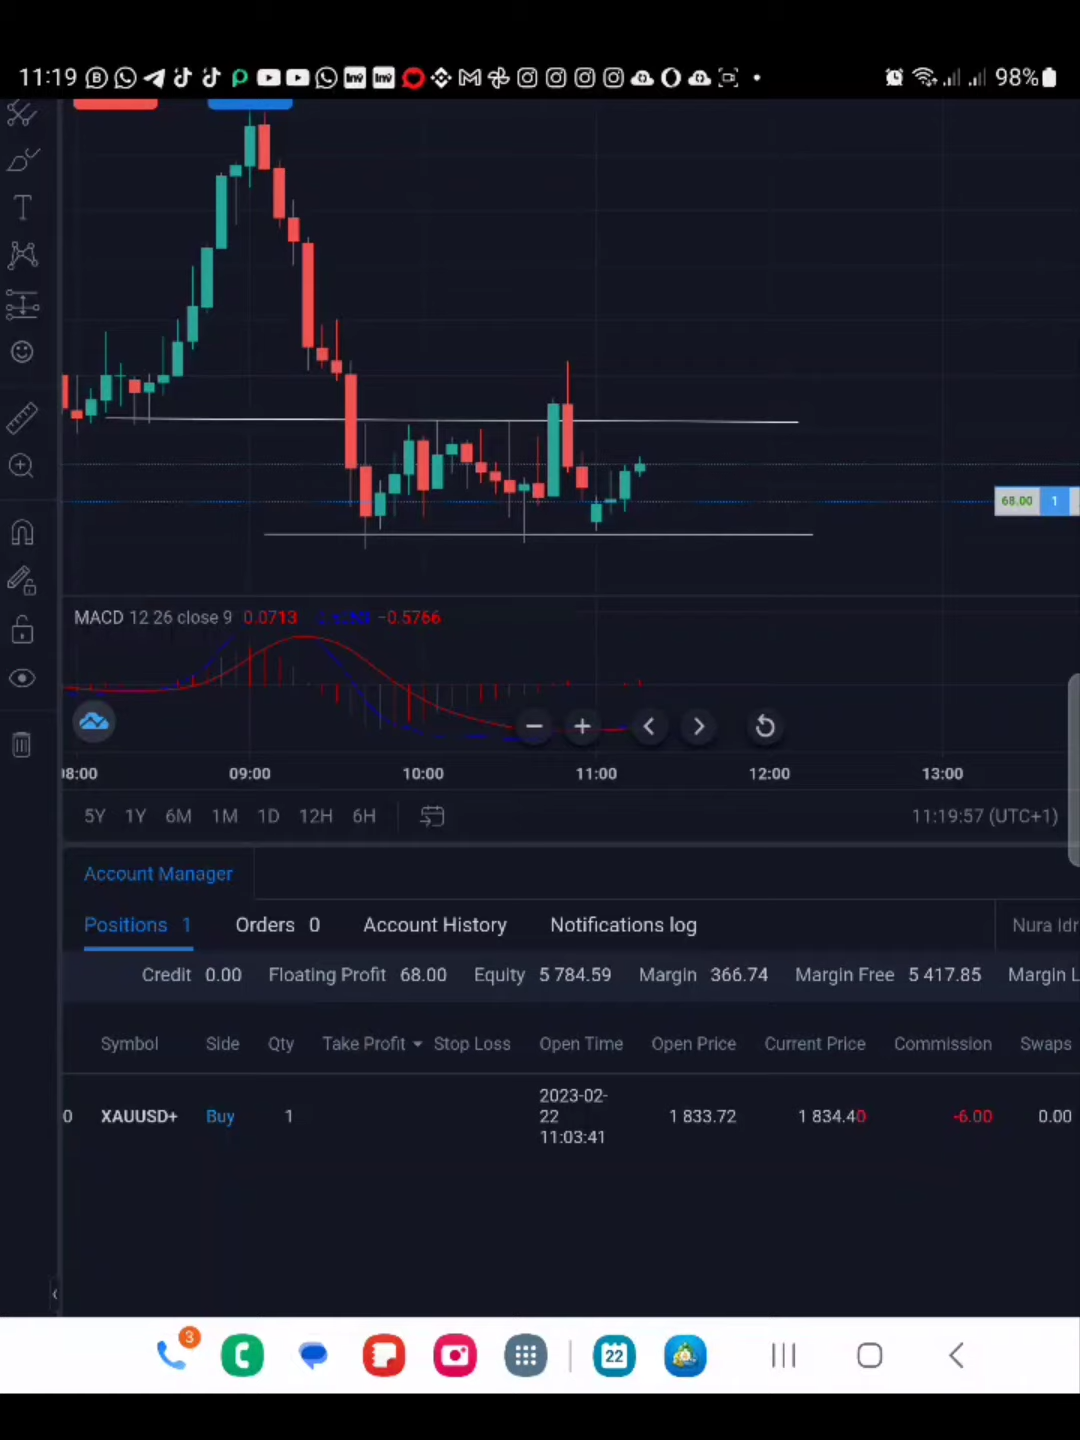 11:19
98%
68.00 1
MACD 12 26 close 9 0.0713 −0.5766
08:00 09:00 10:00 11:00 12:00 13:00
5Y 1Y 6M 1M 1D 12H 6H 11:19:57 (UTC+1)
Account Manager
Positions 1 Orders 0 Account History Notifications log Nura Idr
Credit 0.00 Floating Profit 68.00 Equity 5 784.59 Margin 366.74 Margin Free 5 417.85 Margin L
Symbol Side Qty Take Profit Stop Loss Open Time Open Price Current Price Commission Swaps
0 XAUUSD+ Buy 1 2023-02-22 11:03:41 1 833.72 1 834.40 -6.00 0.00
3
22